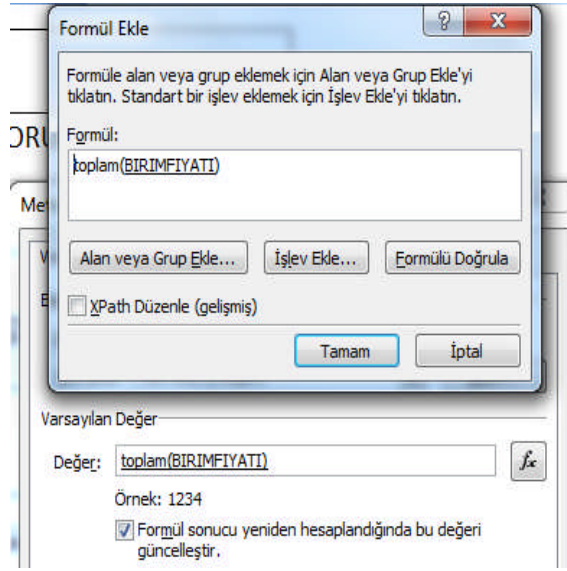 Formül Ekle
Formüle alan veya grup eklemek için Alan veya Grup Ekle'yi
tıklatın. Standart bir işlev eklemek için İşlev Ekle'yi tıklatın.
Formül:
toplam(BIRIMFIYATI)
Alan veya Grup Ekle... İşlev Ekle... Formülü Doğrula
XPath Düzenle (gelişmiş)
Tamam İptal
Varsayılan Değer
Değer: toplam(BIRIMFIYATI) fx
Örnek: 1234
Formül sonucu yeniden hesaplandığında bu değeri
güncelleştir.